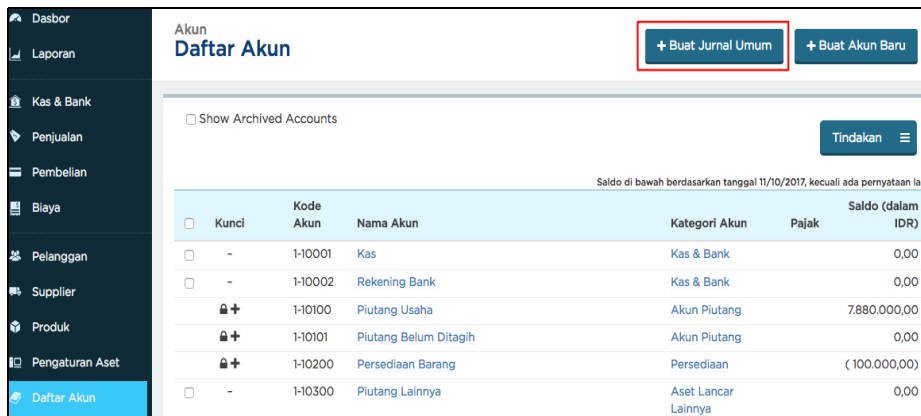 Dasbor
Laporan
Kas & Bank
Penjualan
Pembelian
Biaya
Pelanggan
Supplier
Produk
Pengaturan Aset
Daftar Akun
Akun
Daftar Akun
+ Buat Jurnal Umum
+ Buat Akun Baru
Show Archived Accounts
Tindakan
Saldo di bawah berdasarkan tanggal 11/10/2017, kecuali ada pernyataan la
Kunci Kode Akun Nama Akun Kategori Akun Pajak Saldo (dalam IDR)
- 1-10001 Kas Kas & Bank 0,00
- 1-10002 Rekening Bank Kas & Bank 0,00
1-10100 Piutang Usaha Akun Piutang 7.880.000,00
1-10101 Piutang Belum Ditagih Akun Piutang 0,00
1-10200 Persediaan Barang Persediaan ( 100.000,00)
- 1-10300 Piutang Lainnya Aset Lancar Lainnya 0,00